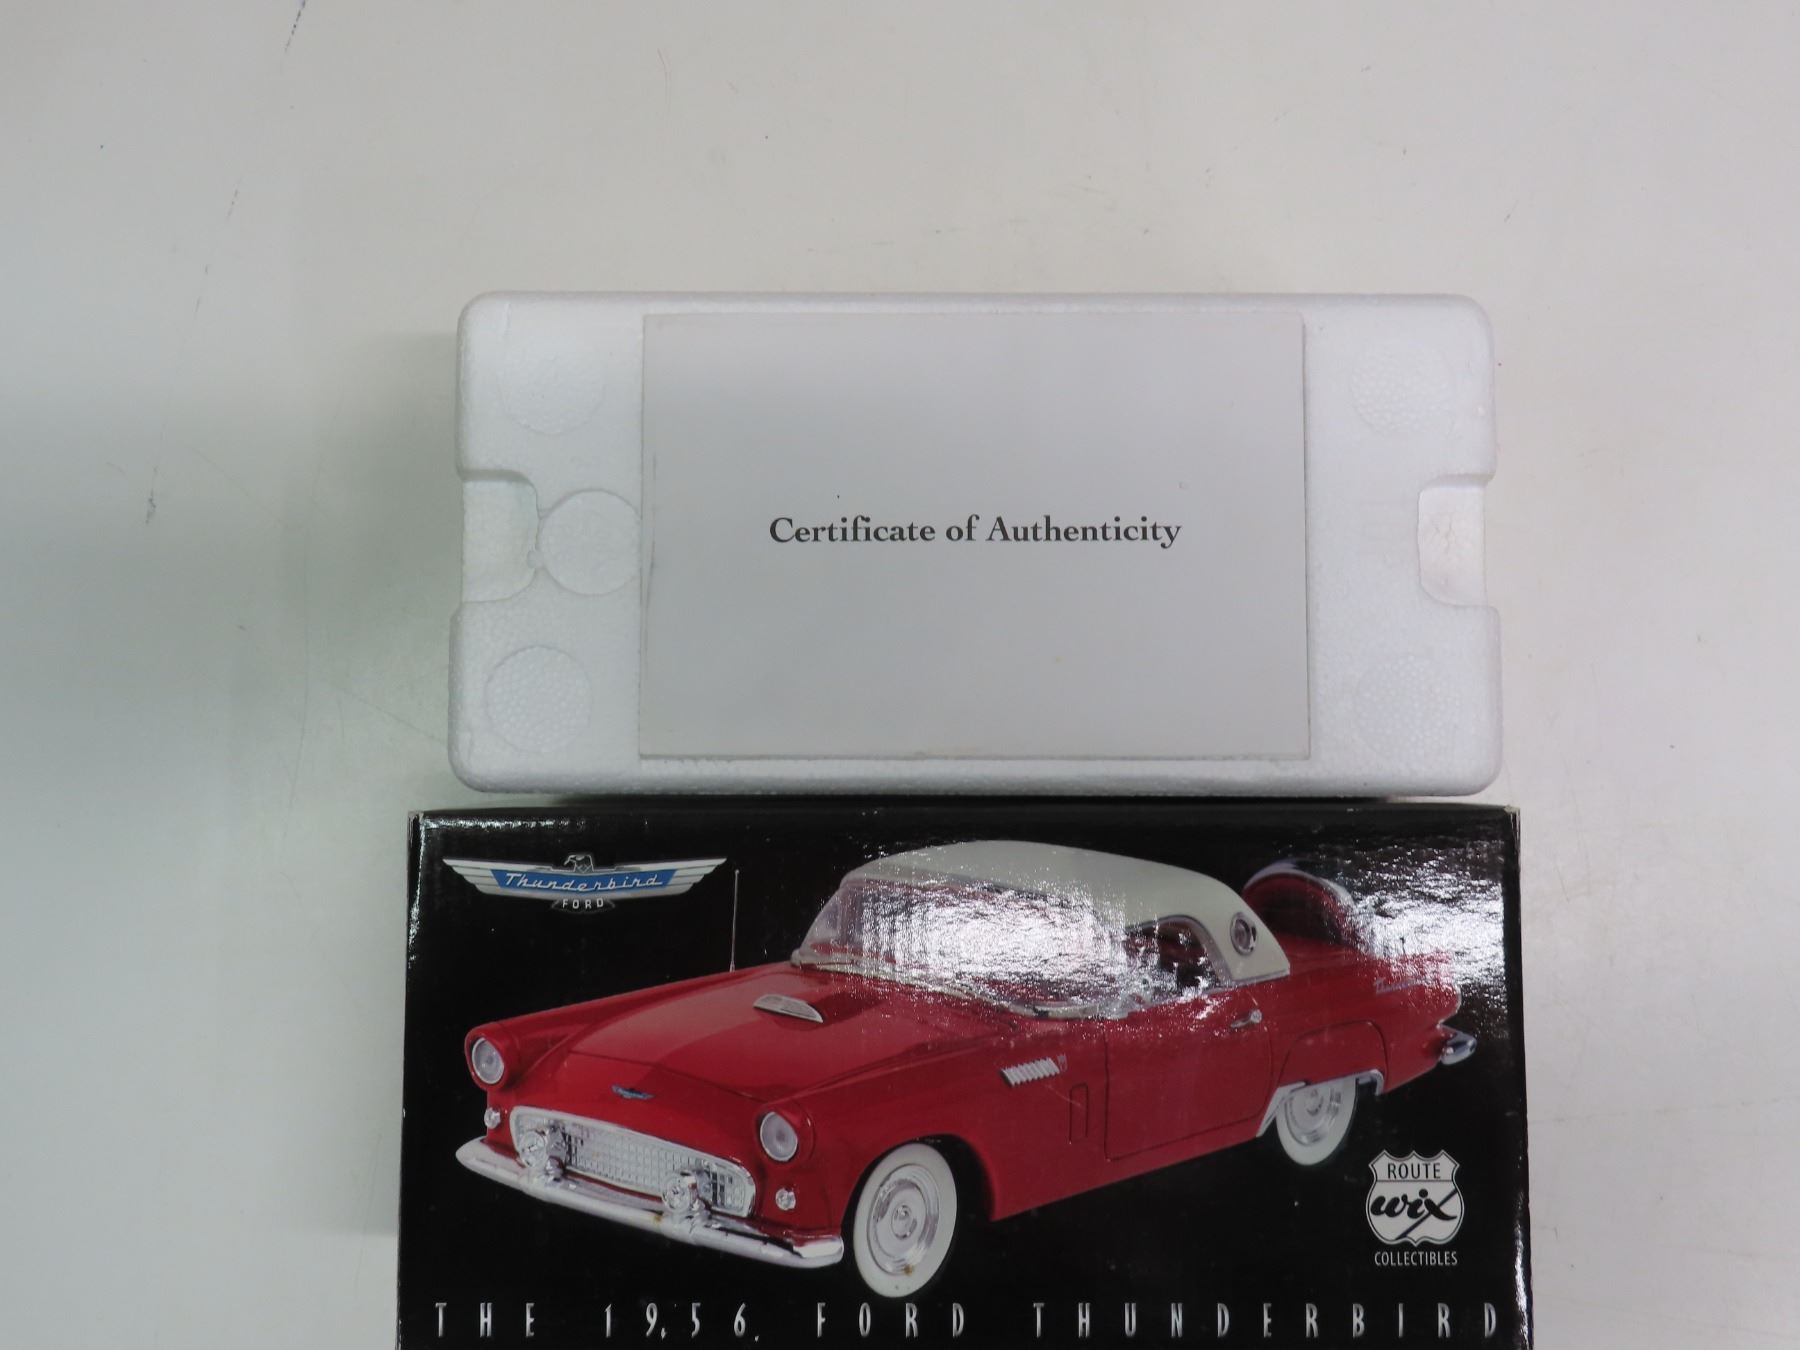 Certificate of Authenticity
Thunderbird
FORD
ROUTE
wix
COLLECTIBLES
THE 1956 FORD THUNDERBIRD